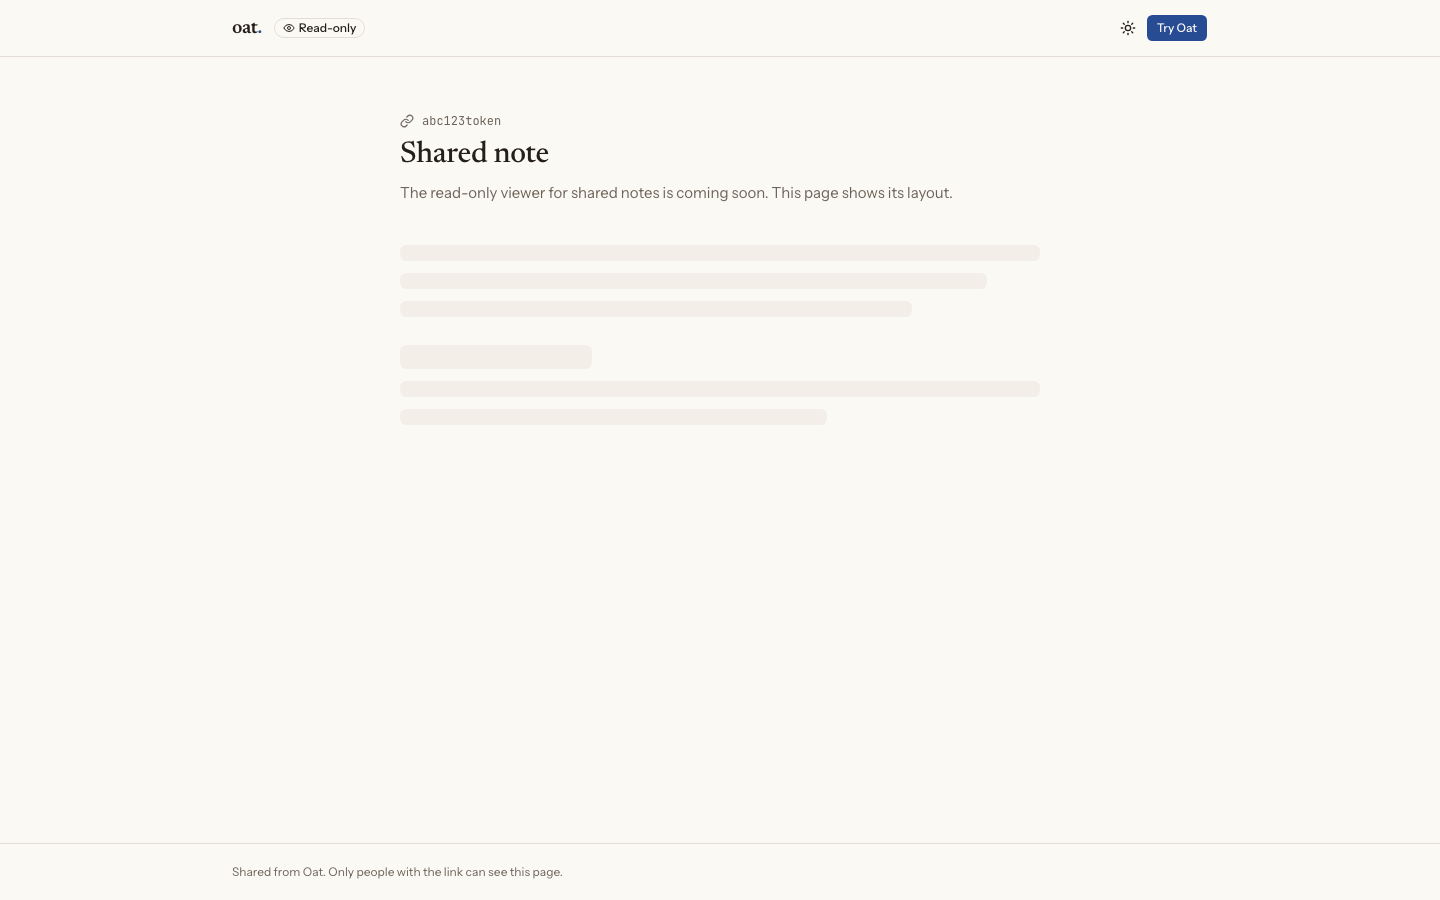 oat.
Read-only
Try Oat
abc123token
Shared note
The read-only viewer for shared notes is coming soon. This page shows its layout.
Shared from Oat. Only people with the link can see this page.